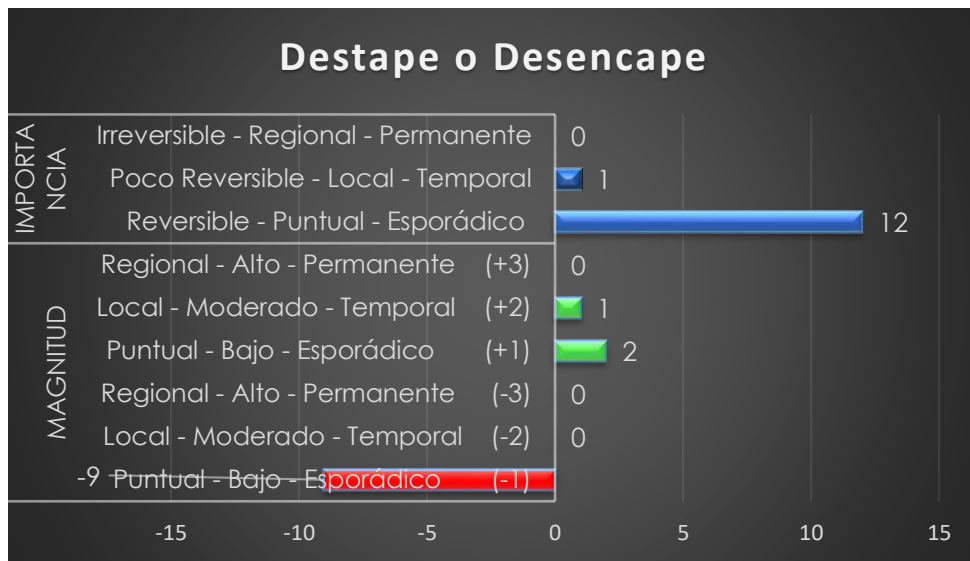 Destape o Desencape
IMPORTA
NCIA
Irreversible - Regional - Permanente 0
Poco Reversible - Local - Temporal 1
Reversible - Puntual - Esporádico 12
MAGNITUD
Regional - Alto - Permanente (+3) 0
Local - Moderado - Temporal (+2) 1
Puntual - Bajo - Esporádico (+1) 2
Regional - Alto - Permanente (-3) 0
Local - Moderado - Temporal (-2) 0
-9 Puntual - Bajo - Esporádico (-1)
-15 -10 -5 0 5 10 15